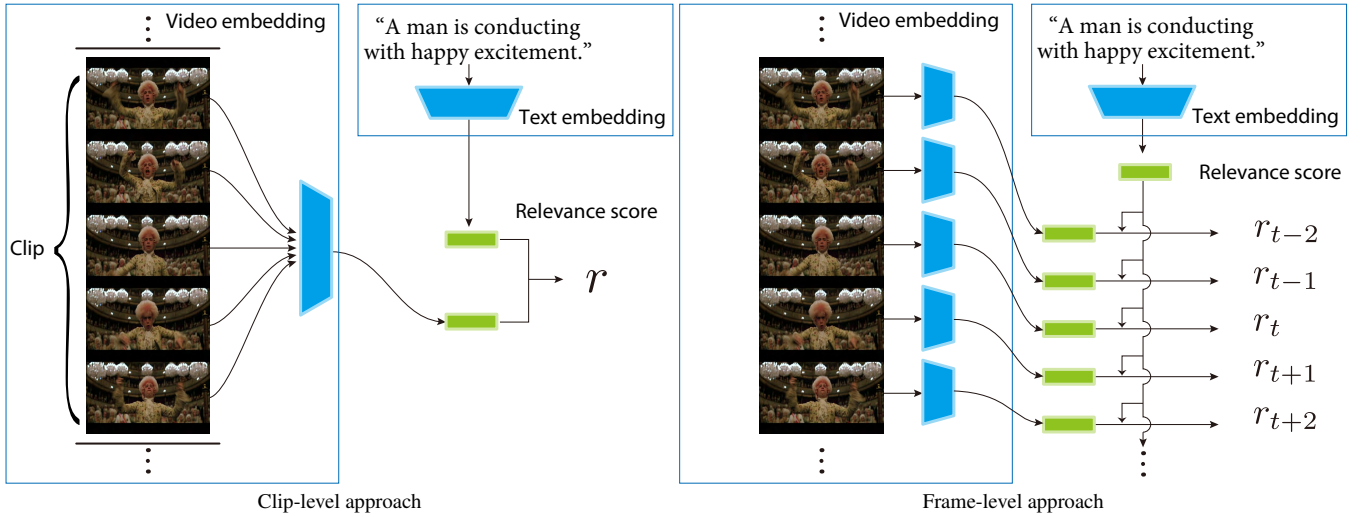 Video embedding
Clip
“A man is conducting
with happy excitement.”
Text embedding
Relevance score
r
Clip-level approach
Video embedding
“A man is conducting
with happy excitement.”
Text embedding
Relevance score
r_{t−2}
r_{t−1}
r_t
r_{t+1}
r_{t+2}
Frame-level approach